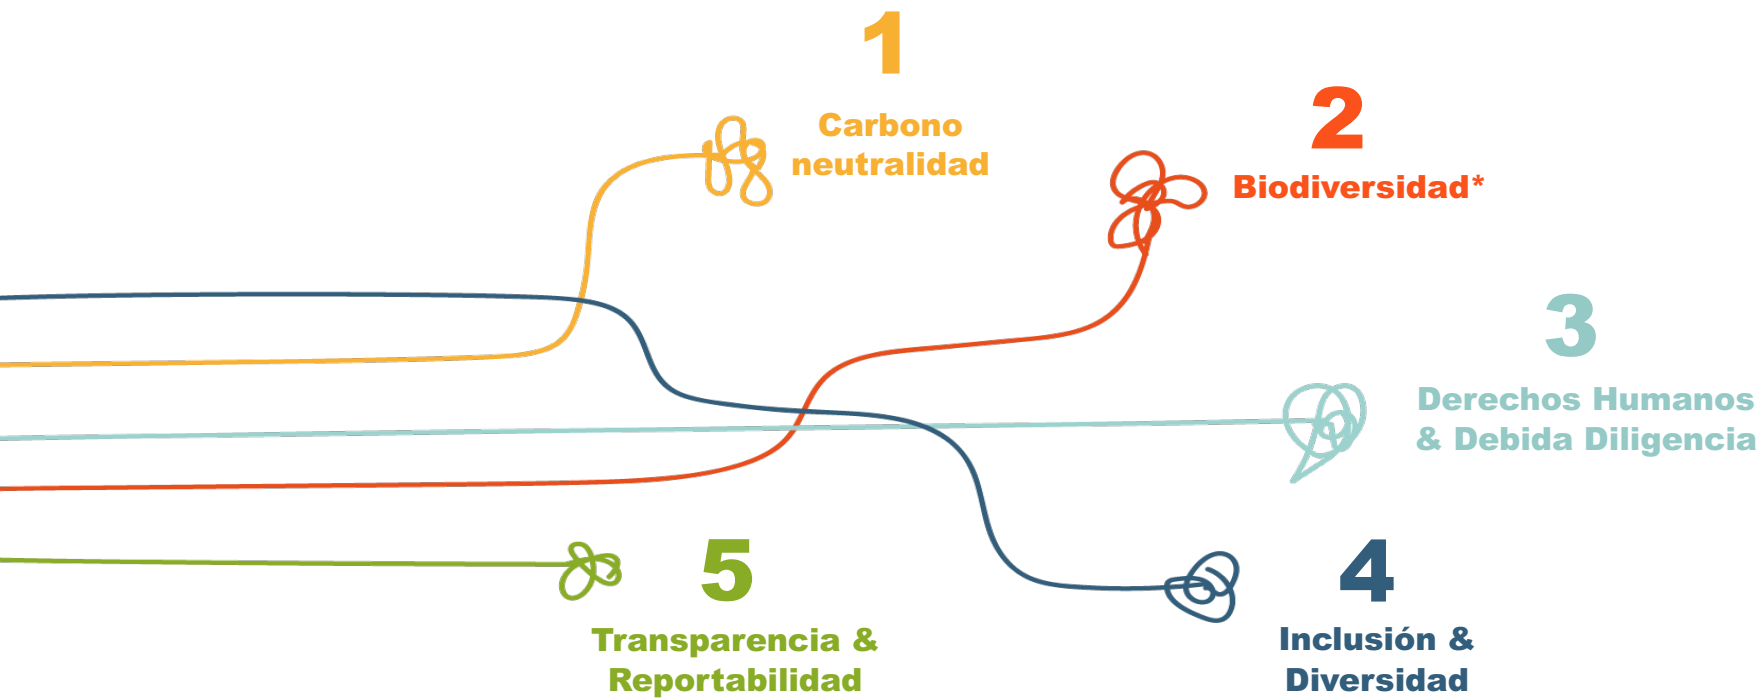 1
Carbono
neutralidad
2
Biodiversidad*
3
Derechos Humanos
& Debida Diligencia
4
Inclusión &
Diversidad
5
Transparencia &
Reportabilidad